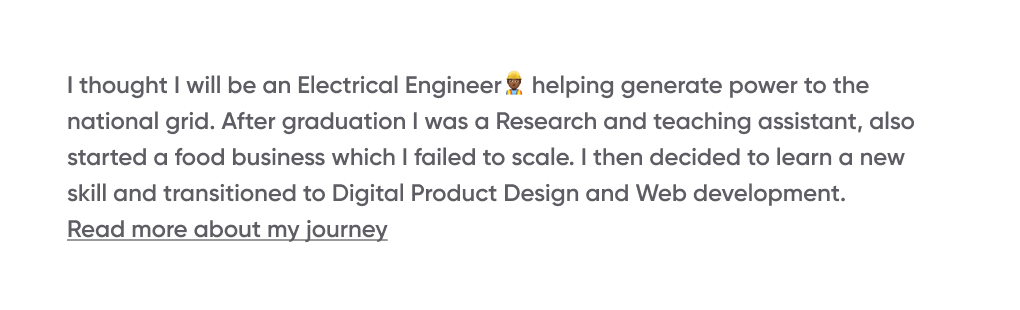 I thought I will be an Electrical Engineer👷🏾 helping generate power to the
national grid. After graduation I was a Research and teaching assistant, also
started a food business which I failed to scale. I then decided to learn a new
skill and transitioned to Digital Product Design and Web development.
Read more about my journey